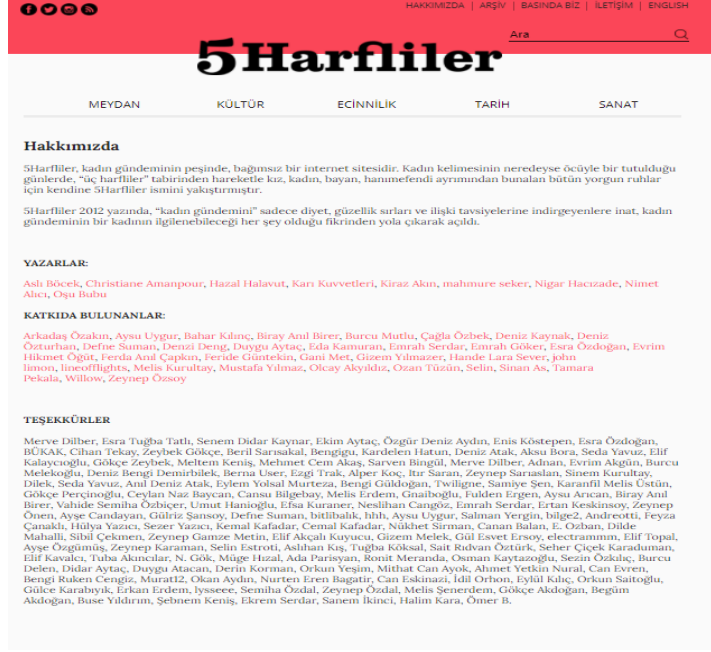 HAKKIMIZDA | ARŞİV | BASINDA BİZ | İLETİŞİM | ENGLISH
Ara
5Harfliler
MEYDAN KÜLTÜR ECİNNİLİK TARİH SANAT
Hakkımızda
5Harfliler, kadın gündeminin peşinde, bağımsız bir internet sitesidir. Kadın kelimesinin neredeyse öcüyle bir tutulduğu
günlerde, “üç harfliler” tabirinden hareketle kız, kadın, bayan, hanımefendi ayrımından bunalan bütün yorgun ruhlar
için kendine 5Harfliler ismini yakıştırmıştır.
5Harfliler 2012 yazında, “kadın gündemini” sadece diyet, güzellik sırları ve ilişki tavsiyelerine indirgeyenlere inat, kadın
gündeminin bir kadının ilgilenebileceği her şey olduğu fikrinden yola çıkarak açıldı.
YAZARLAR:
Aslı Böcek, Christiane Amanpour, Hazal Halavut, Karı Kuvvetleri, Kiraz Akın, mahmure seker, Nigar Hacızade, Nimet
Alıcı, Oşu Bubu
KATKIDA BULUNANLAR:
Arkadaş Özakın, Aysu Uygur, Bahar Kılınç, Biray Anıl Birer, Burcu Mutlu, Çağla Özbek, Deniz Kaynak, Deniz
Özturhan, Defne Suman, Denzi Deng, Duygu Aytaç, Eda Kamuran, Emrah Serdar, Emrah Göker, Esra Özdoğan, Evrim
Hikmet Öğüt, Ferda Anıl Çapkın, Feride Güntekin, Gani Met, Gizem Yılmazer, Hande Lara Sever, john
limon, lineofflights, Melis Kurultay, Mustafa Yılmaz, Olcay Akyıldız, Ozan Tüzün, Selin, Sinan As, Tamara
Pekala, Willow, Zeynep Özsoy
TEŞEKKÜRLER
Merve Dilber, Esra Tuğba Tatlı, Senem Didar Kaynar, Ekim Aytaç, Özgür Deniz Aydın, Enis Köstepen, Esra Özdoğan,
BÜKAK, Cihan Tekay, Zeybek Gökçe, Beril Sarısakal, Bengigu, Kardelen Hatun, Deniz Atak, Aksu Bora, Seda Yavuz, Elif
Kalaycıoğlu, Gökçe Zeybek, Meltem Keniş, Mehmet Cem Akaş, Sarven Bingül, Merve Dilber, Adnan, Evrim Akgün, Burcu
Melekoğlu, Deniz Bengi Demirbilek, Berna User, Ezgi Trak, Alper Koç, Itır Saran, Zeynep Sarıaslan, Sinem Kurultay,
Dilek, Seda Yavuz, Anıl Deniz Atak, Eylem Yolsal Murteza, Bengi Güldoğan, Twiligne, Samiye Şen, Karanfil Melis Üstün,
Gökçe Perçinoğlu, Ceylan Naz Baycan, Cansu Bilgebay, Melis Erdem, Gnaiboğlu, Fulden Ergen, Aysu Arıcan, Biray Anıl
Birer, Vahide Semiha Özbiçer, Umut Hanioğlu, Efsa Kuraner, Neslihan Cangöz, Emrah Serdar, Ertan Keskinsoy, Zeynep
Önen, Ayşe Candayan, Gülriz Şansoy, Defne Suman, bitlibalık, hhh, Aysu Uygur, Salman Yergin, bilge2, Andreotti, Feyza
Çanaklı, Hülya Yazıcı, Sezer Yazıcı, Kemal Kafadar, Cemal Kafadar, Nükhet Sirman, Canan Balan, E. Ozban, Dilde
Mahalli, Sibil Çekmen, Zeynep Gamze Metin, Elif Akçalı Kuyucu, Gizem Melek, Gül Esvet Ersoy, electrammm, Elif Topal,
Ayşe Özgümüş, Zeynep Karaman, Selin Estroti, Aslıhan Kış, Tuğba Köksal, Sait Rıdvan Öztürk, Seher Çiçek Karaduman,
Elif Kavalcı, Tuba Akıncılar, N. Gök, Müge Hızal, Ada Parisyan, Ronit Meranda, Osman Kaytazoğlu, Sezin Özkılıç, Burcu
Delen, Didar Aytaç, Duygu Atacan, Derin Korman, Orkun Yeşim, Mithat Can Ayok, Ahmet Yetkin Nural, Can Evren,
Bengi Ruken Cengiz, Murat12, Okan Aydın, Nurten Eren Bagatir, Can Eskinazi, İdil Orhon, Eylül Kılıç, Orkun Saitoğlu,
Gülce Karabıyık, Erkan Erdem, lysseee, Semiha Özdal, Zeynep Özdal, Melis Şenerdem, Gökçe Akdoğan, Begüm
Akdoğan, Buse Yıldırım, Şebnem Keniş, Ekrem Serdar, Sanem İkinci, Halim Kara, Ömer B.